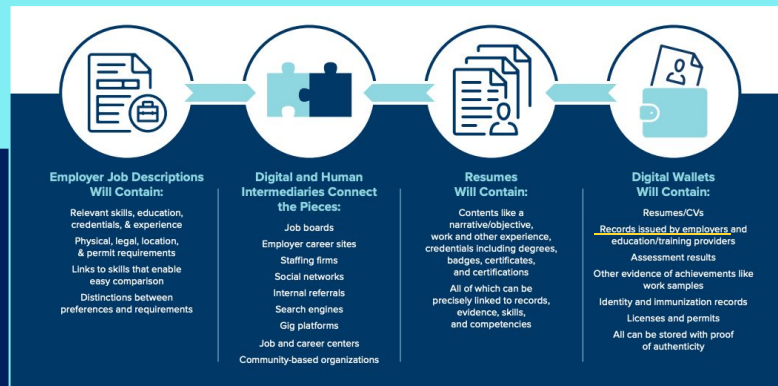 Employer Job Descriptions
Will Contain:
Relevant skills, education,
credentials, & experience
Physical, legal, location,
& permit requirements
Links to skills that enable
easy comparison
Distinctions between
preferences and requirements
Digital and Human
Intermediaries Connect
the Pieces:
Job boards
Employer career sites
Staffing firms
Social networks
Internal referrals
Search engines
Gig platforms
Job and career centers
Community-based organizations
Resumes
Will Contain:
Contents like a
narrative/objective,
work and other experience,
credentials including degrees,
badges, certificates,
and certifications
All of which can be
precisely linked to records,
evidence, skills,
and competencies
Digital Wallets
Will Contain:
Resumes/CVs
Records issued by employers and
education/training providers
Assessment results
Other evidence of achievements like
work samples
Identity and immunization records
Licenses and permits
All can be stored with proof
of authenticity